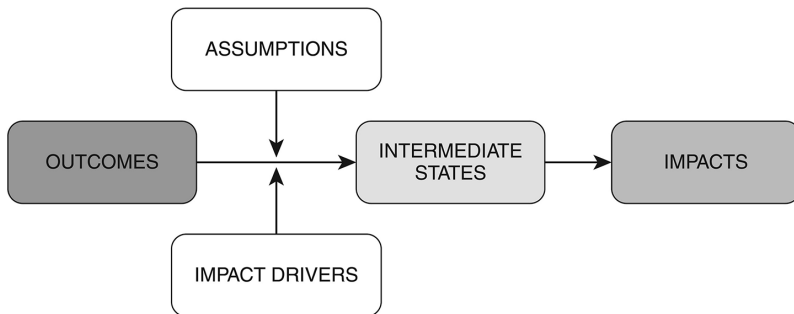 ASSUMPTIONS
OUTCOMES
INTERMEDIATE
STATES
IMPACTS
IMPACT DRIVERS